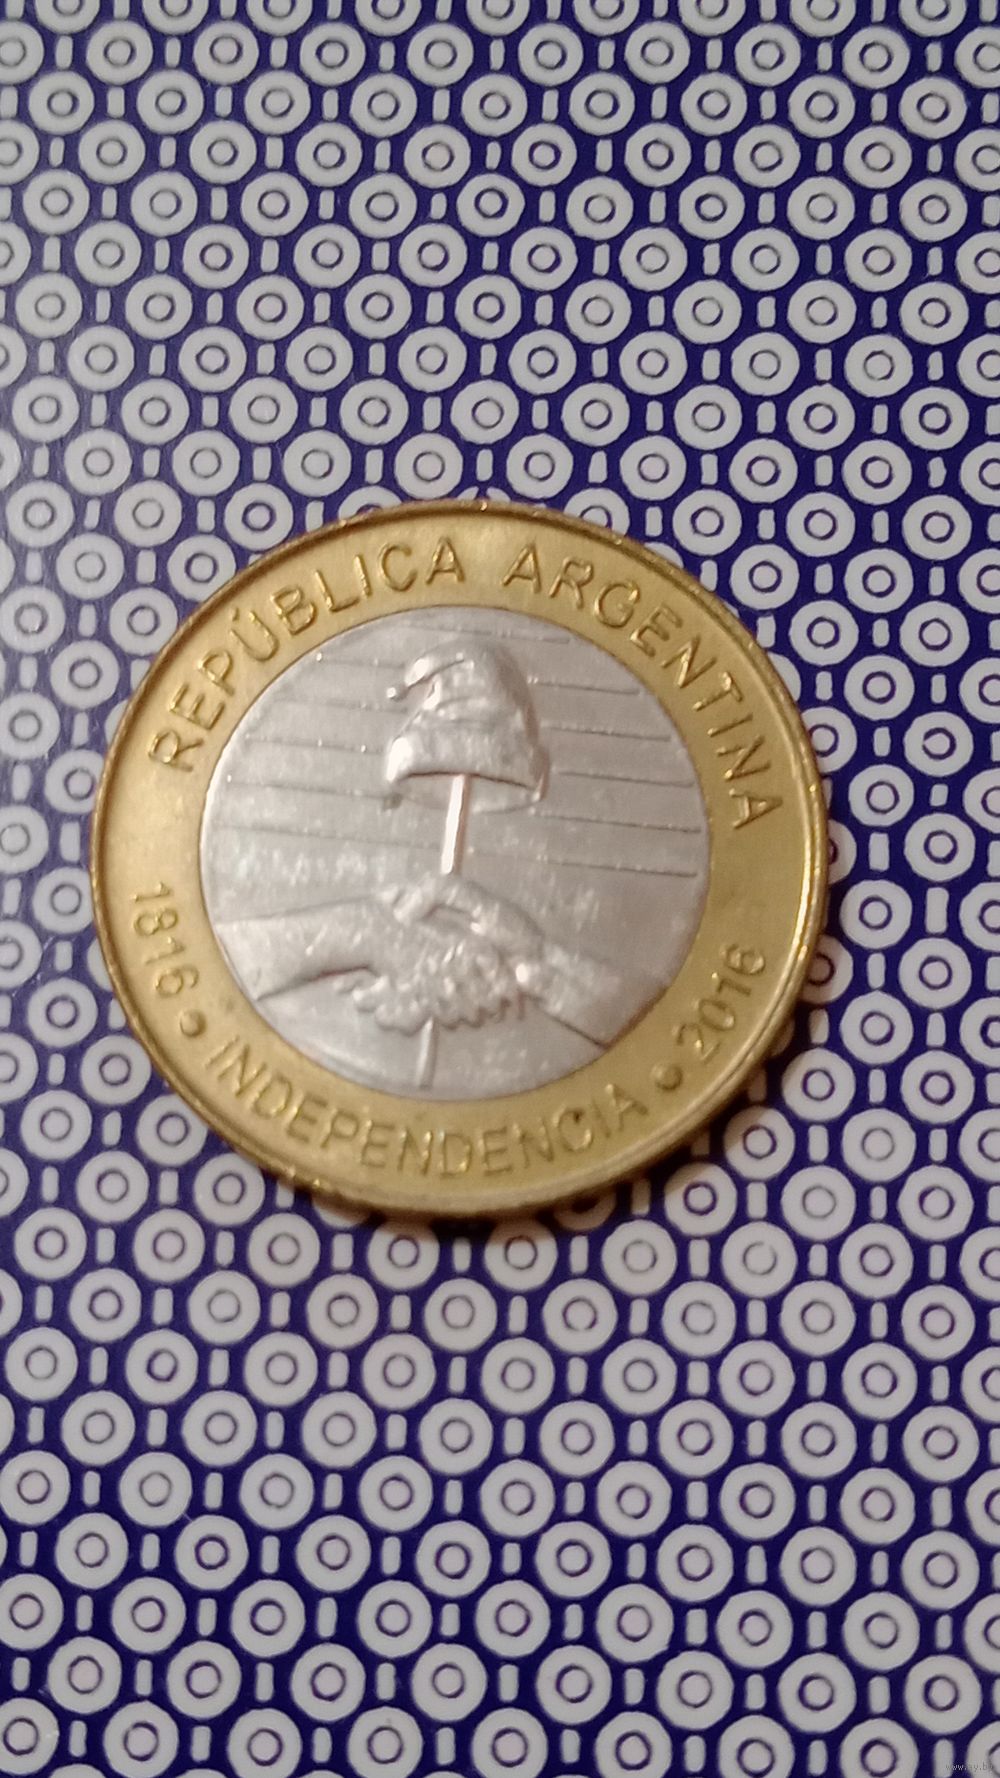 REPÚBLICA ARGENTINA
1816 • INDEPENDENCIA • 2016